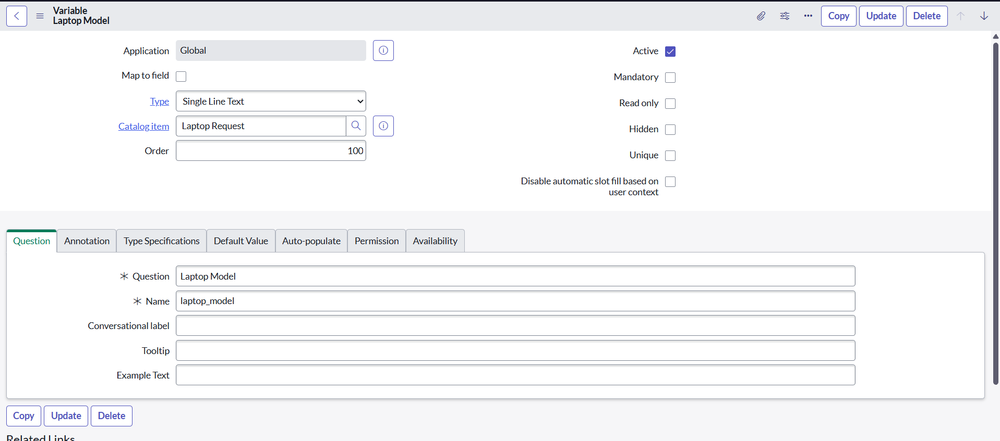 Variable
Laptop Model
Copy
Update
Delete
Application
Global
Active
Map to field
Mandatory
Type
Single Line Text
Read only
Catalog item
Laptop Request
Hidden
Order
100
Unique
Disable automatic slot fill based on
user context
Question
Annotation
Type Specifications
Default Value
Auto-populate
Permission
Availability
* Question
Laptop Model
* Name
laptop_model
Conversational label
Tooltip
Example Text
Copy
Update
Delete
Related Links